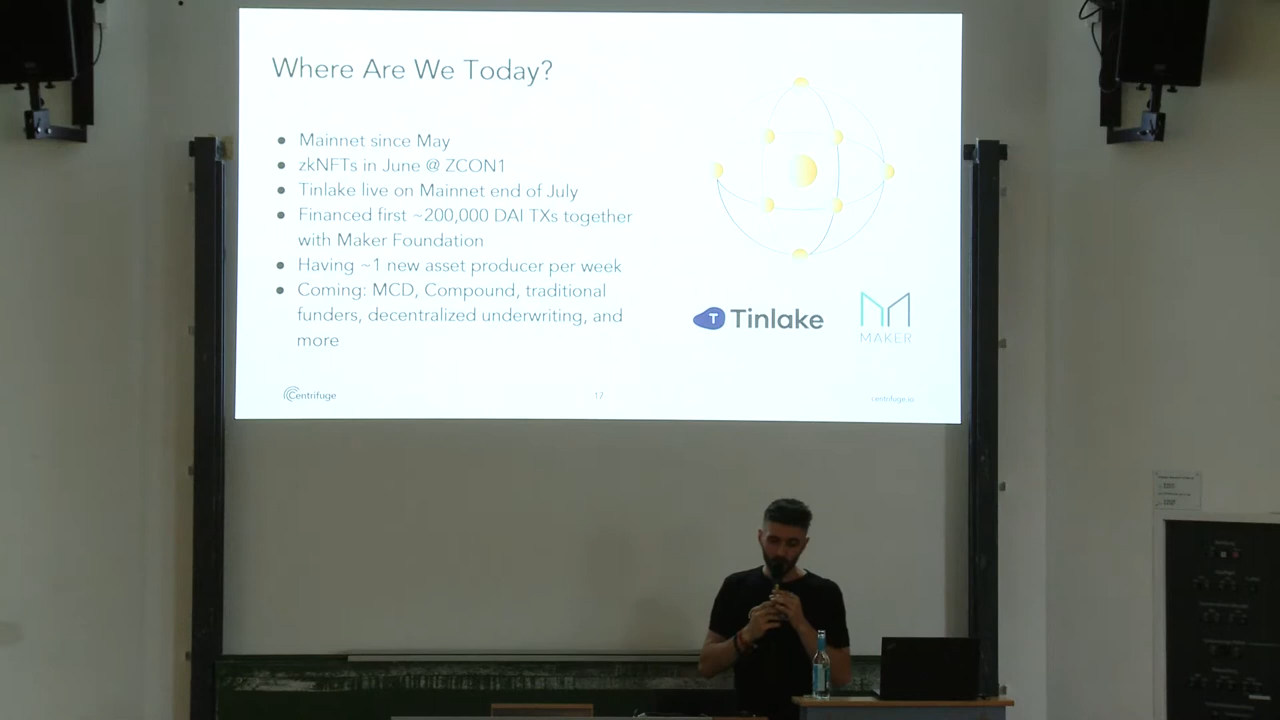 Where Are We Today?
● Mainnet since May
● zkNFTs in June @ ZCON1
● Tinlake live on Mainnet end of July
● Financed first ~200,000 DAI TXs together
with Maker Foundation
● Having ~1 new asset producer per week
● Coming: MCD, Compound, traditional
funders, decentralized underwriting, and
more
T Tinlake
MAKER
Centrifuge
17
centrifuge.io